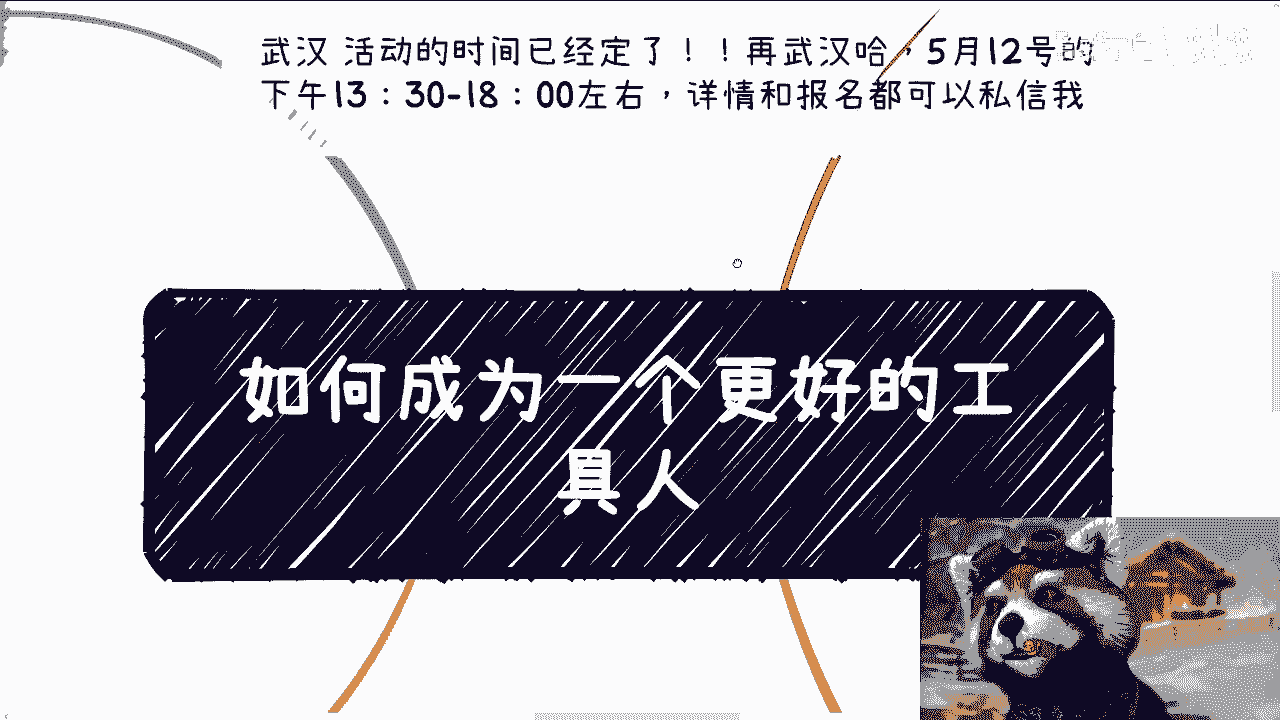 武汉 活动的时间已经定了！！再武汉哈，5月12号的
下午13：30-18：00左右，详情和报名都可以私信我
如何成为一个更好的工
具人